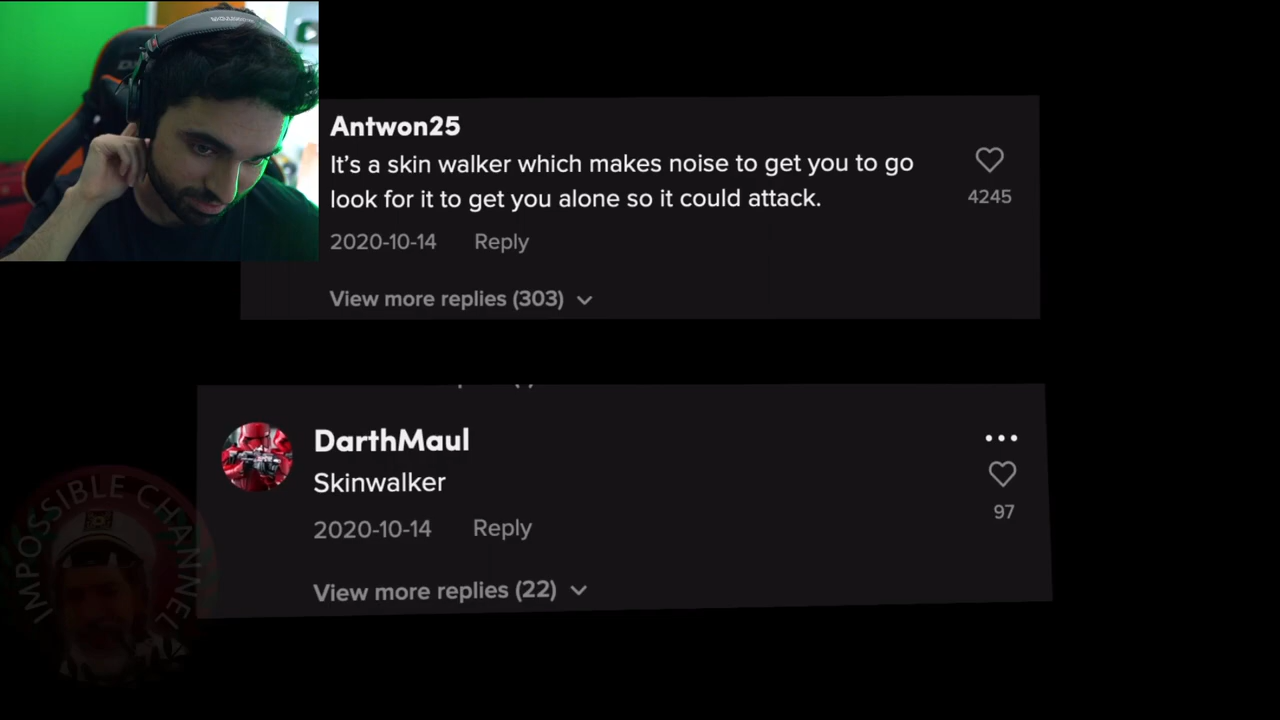 Antwon25
It's a skin walker which makes noise to get you to go
look for it to get you alone so it could attack.
4245
2020-10-14 Reply
View more replies (303)
DarthMaul
Skinwalker
97
2020-10-14 Reply
View more replies (22)
IMPOSSIBLE CHANNEL